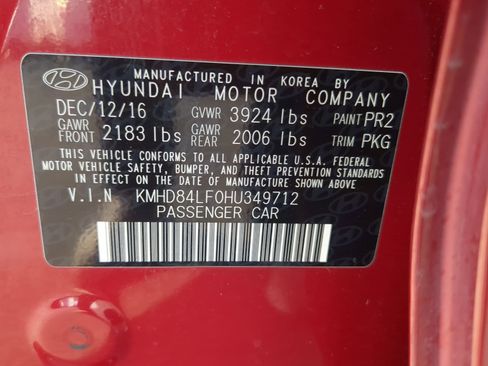 MANUFACTURED IN KOREA BY
HYUNDAI MOTOR COMPANY
DEC/12/16 GVWR 3924 lbs PAINT PR2
GAWR FRONT 2183 lbs GAWR REAR 2006 lbs TRIM PKG
THIS VEHICLE CONFORMS TO ALL APPLICABLE U.S.A. FEDERAL
MOTOR VEHICLE SAFETY, BUMPER, AND THEFT PREVENTION STANDARDS
IN EFFECT ON THE DATE OF MANUFACTURE SHOWN ABOVE.
V.I.N KMHD84LF0HU349712
PASSENGER CAR